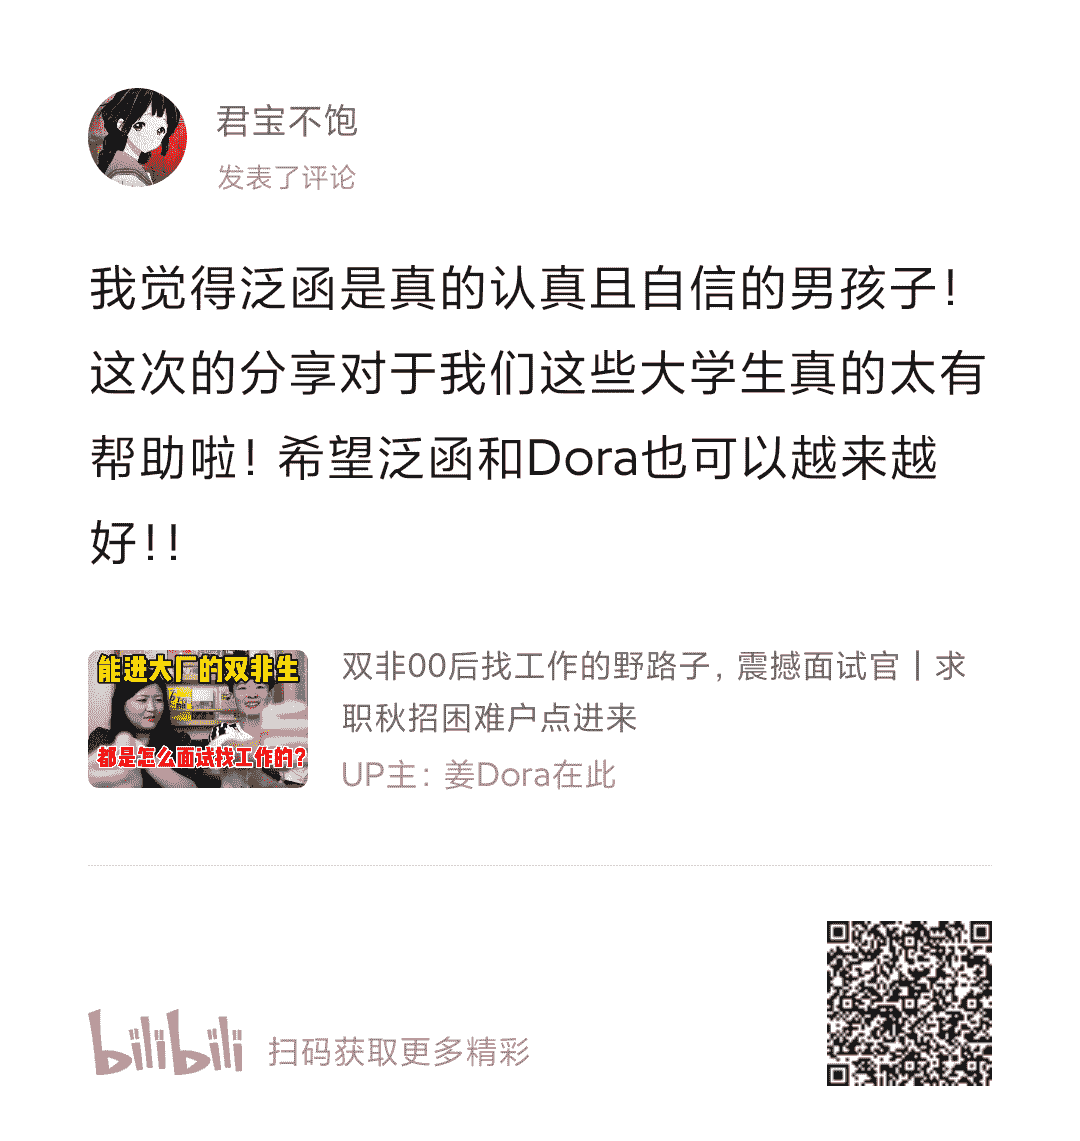 君宝不饱
发表了评论
我觉得泛函是真的认真且自信的男孩子！
这次的分享对于我们这些大学生真的太有
帮助啦！希望泛函和Dora也可以越来越
好！！
能进大厂的双非生
都是怎么面试找工作的？
双非00后找工作的野路子，震撼面试官丨求
职秋招困难户点进来
UP主：姜Dora在此
bilibili 扫码获取更多精彩